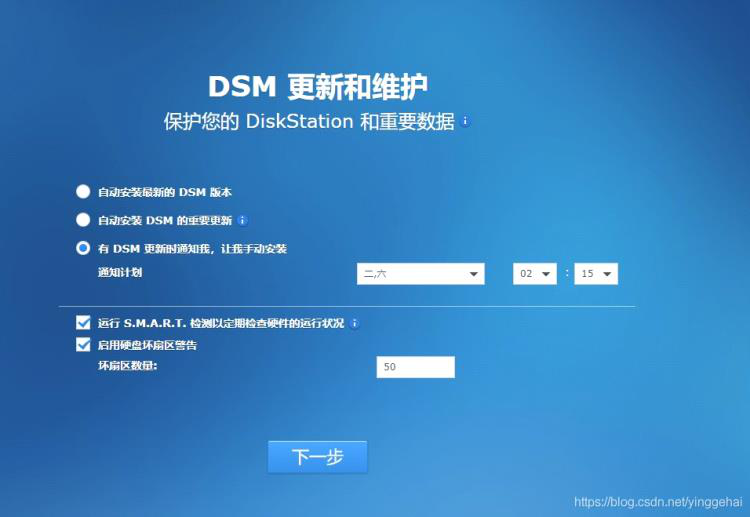 DSM 更新和维护
保护您的 DiskStation 和重要数据
自动安装最新的 DSM 版本
自动安装 DSM 的重要更新
有 DSM 更新时通知我，让我手动安装
通知计划 二,六 02 : 15
运行 S.M.A.R.T. 检测以定期检查硬件的运行状况
启用硬盘坏扇区警告
坏扇区数量: 50
下一步
https://blog.csdn.net/yinggehai